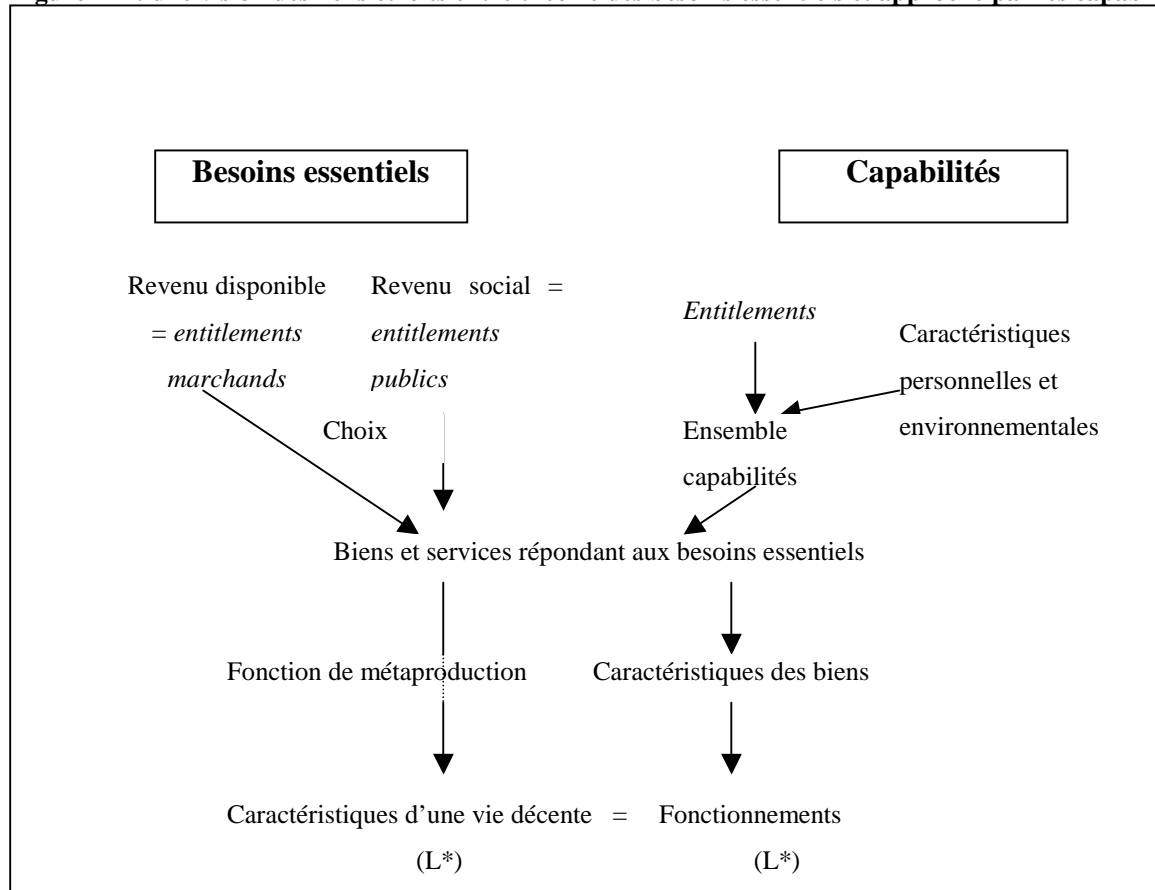 Besoins essentiels
Capabilités
Revenu disponible
= entitlements
marchands
Revenu social =
entitlements
publics
Entitlements
Caractéristiques
personnelles et
environnementales
Choix
Ensemble
capabilités
Biens et services répondant aux besoins essentiels
Fonction de métaproduction
Caractéristiques des biens
Caractéristiques d’une vie décente = Fonctionnements
(L*)
(L*)